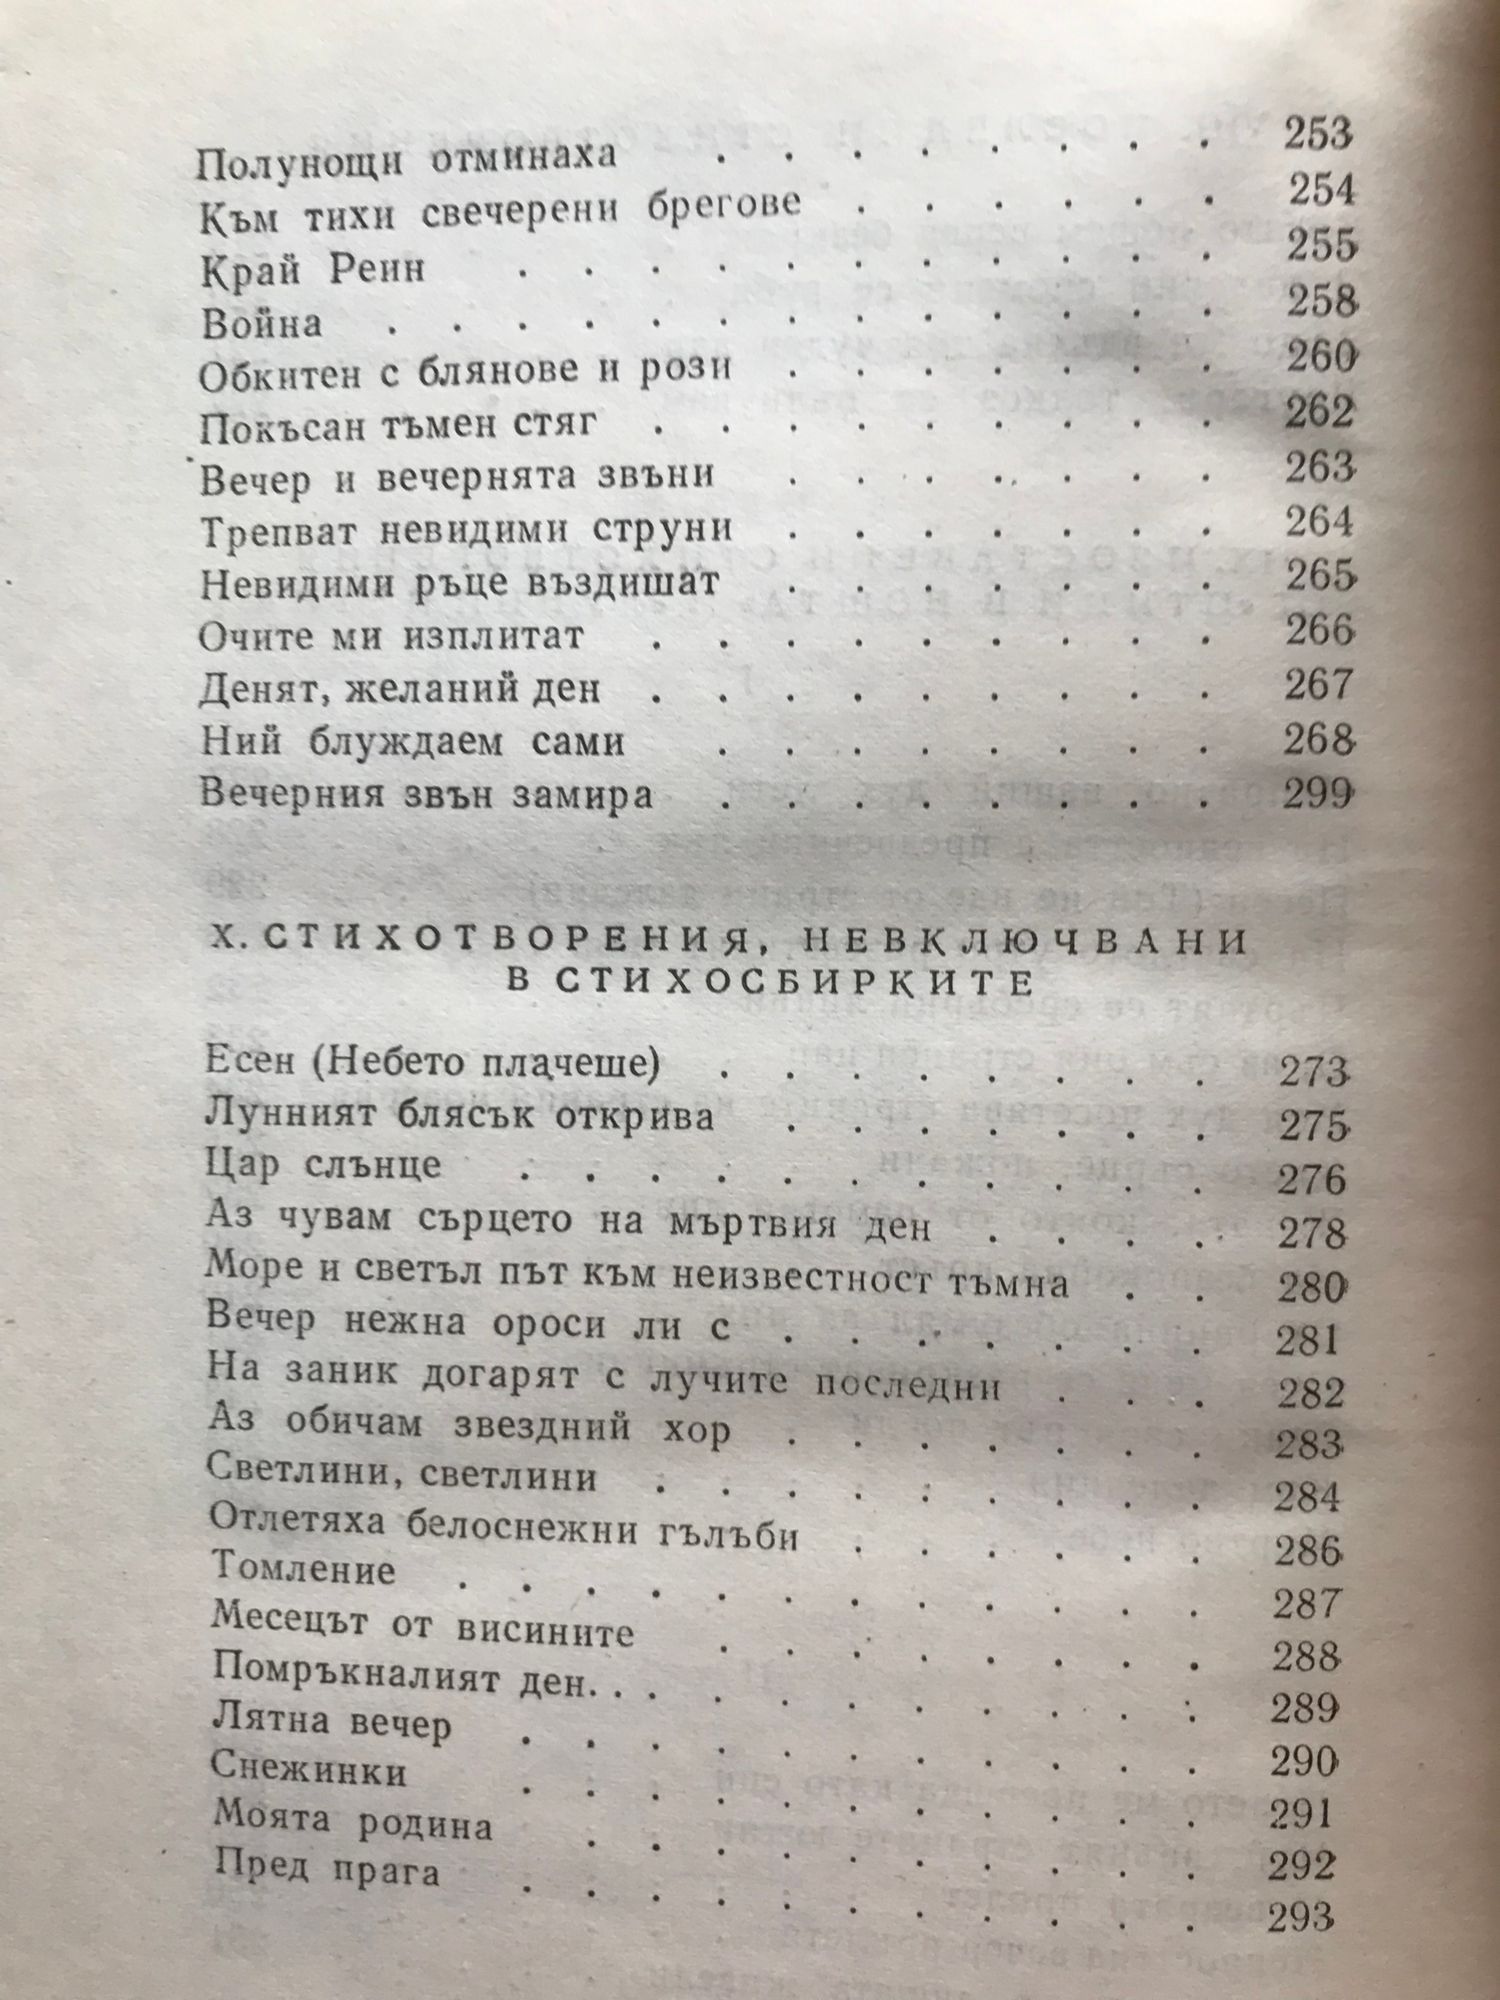 Полунощи отминаха . . . . . . . . 253
Към тихи свечерени брегове . . . . . . 254
Край Реин . . . . . . . . . . . 255
Война . . . . . . . . . . . . . 258
Обкитен с блянове и рози . . . . . . . 260
Покъсан тъмен стяг . . . . . . . . . 262
Вечер и вечернята звъни . . . . . . . 263
Трепват невидими струни . . . . . . . 264
Невидими ръце въздишат . . . . . . . 265
Очите ми изплитат . . . . . . . . . 266
Денят, желаний ден . . . . . . . . . 267
Ний блуждаем сами . . . . . . . . 268
Вечерния звън замира . . . . . . . . 299
X. СТИХОТВОРЕНИЯ, НЕВКЛЮЧВАНИ
В СТИХОСБИРКИТЕ
Есен (Небето плачеше) . . . . . . . . 273
Лунният блясък открива . . . . . . . 275
Цар слънце . . . . . . . . . . . 276
Аз чувам сърцето на мъртвия ден . . . . 278
Море и светъл път към неизвестност тъмна . . 280
Вечер нежна ороси ли с . . . . . . . 281
На заник догарят с лучите последни . . . 282
Аз обичам звездний хор . . . . . . . 283
Светлини, светлини . . . . . . . . . 284
Отлетяха белоснежни гълъби . . . . . . 286
Томление . . . . . . . . . . . . 287
Месецът от висините . . . . . . . . 288
Помръкналият ден. . . . . . . . . . . 289
Лятна вечер . . . . . . . . . . . 290
Снежинки . . . . . . . . . . . 291
Моята родина . . . . . . . . . . 292
Пред прага . . . . . . . . . . . 293